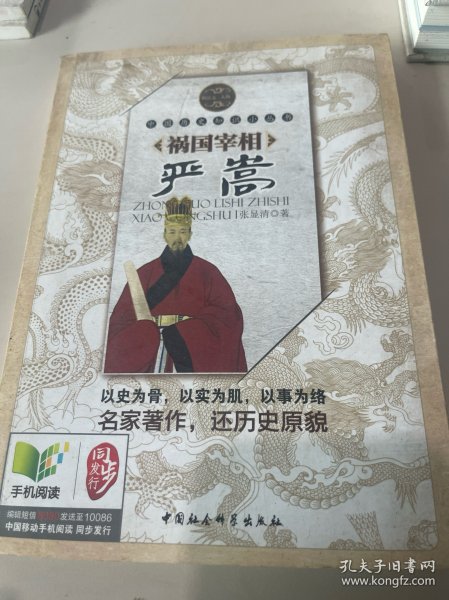 中国历史知识小丛书
祸国宰相
严嵩
ZHONGGUO LISHI ZHISHI
XIAOCONGSHU 张显清◎著
以史为骨，以实为肌，以事为络
名家著作，还历史原貌
手机阅读
同步发行
编辑短信 发送至10086
中国移动手机阅读 同步发行
中国社会科学出版社
孔夫子旧书网
www.kongfz.com